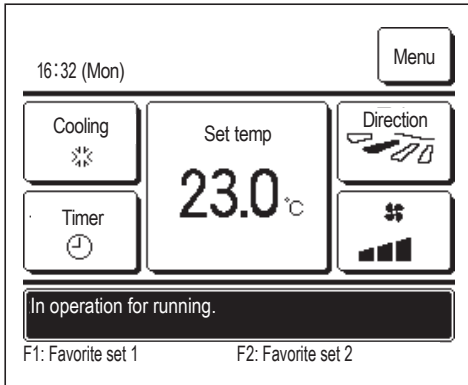 16:32 (Mon)
Menu
Cooling
Set temp
Direction
23.0 °C
Timer
In operation for running.
F1: Favorite set 1 F2: Favorite set 2